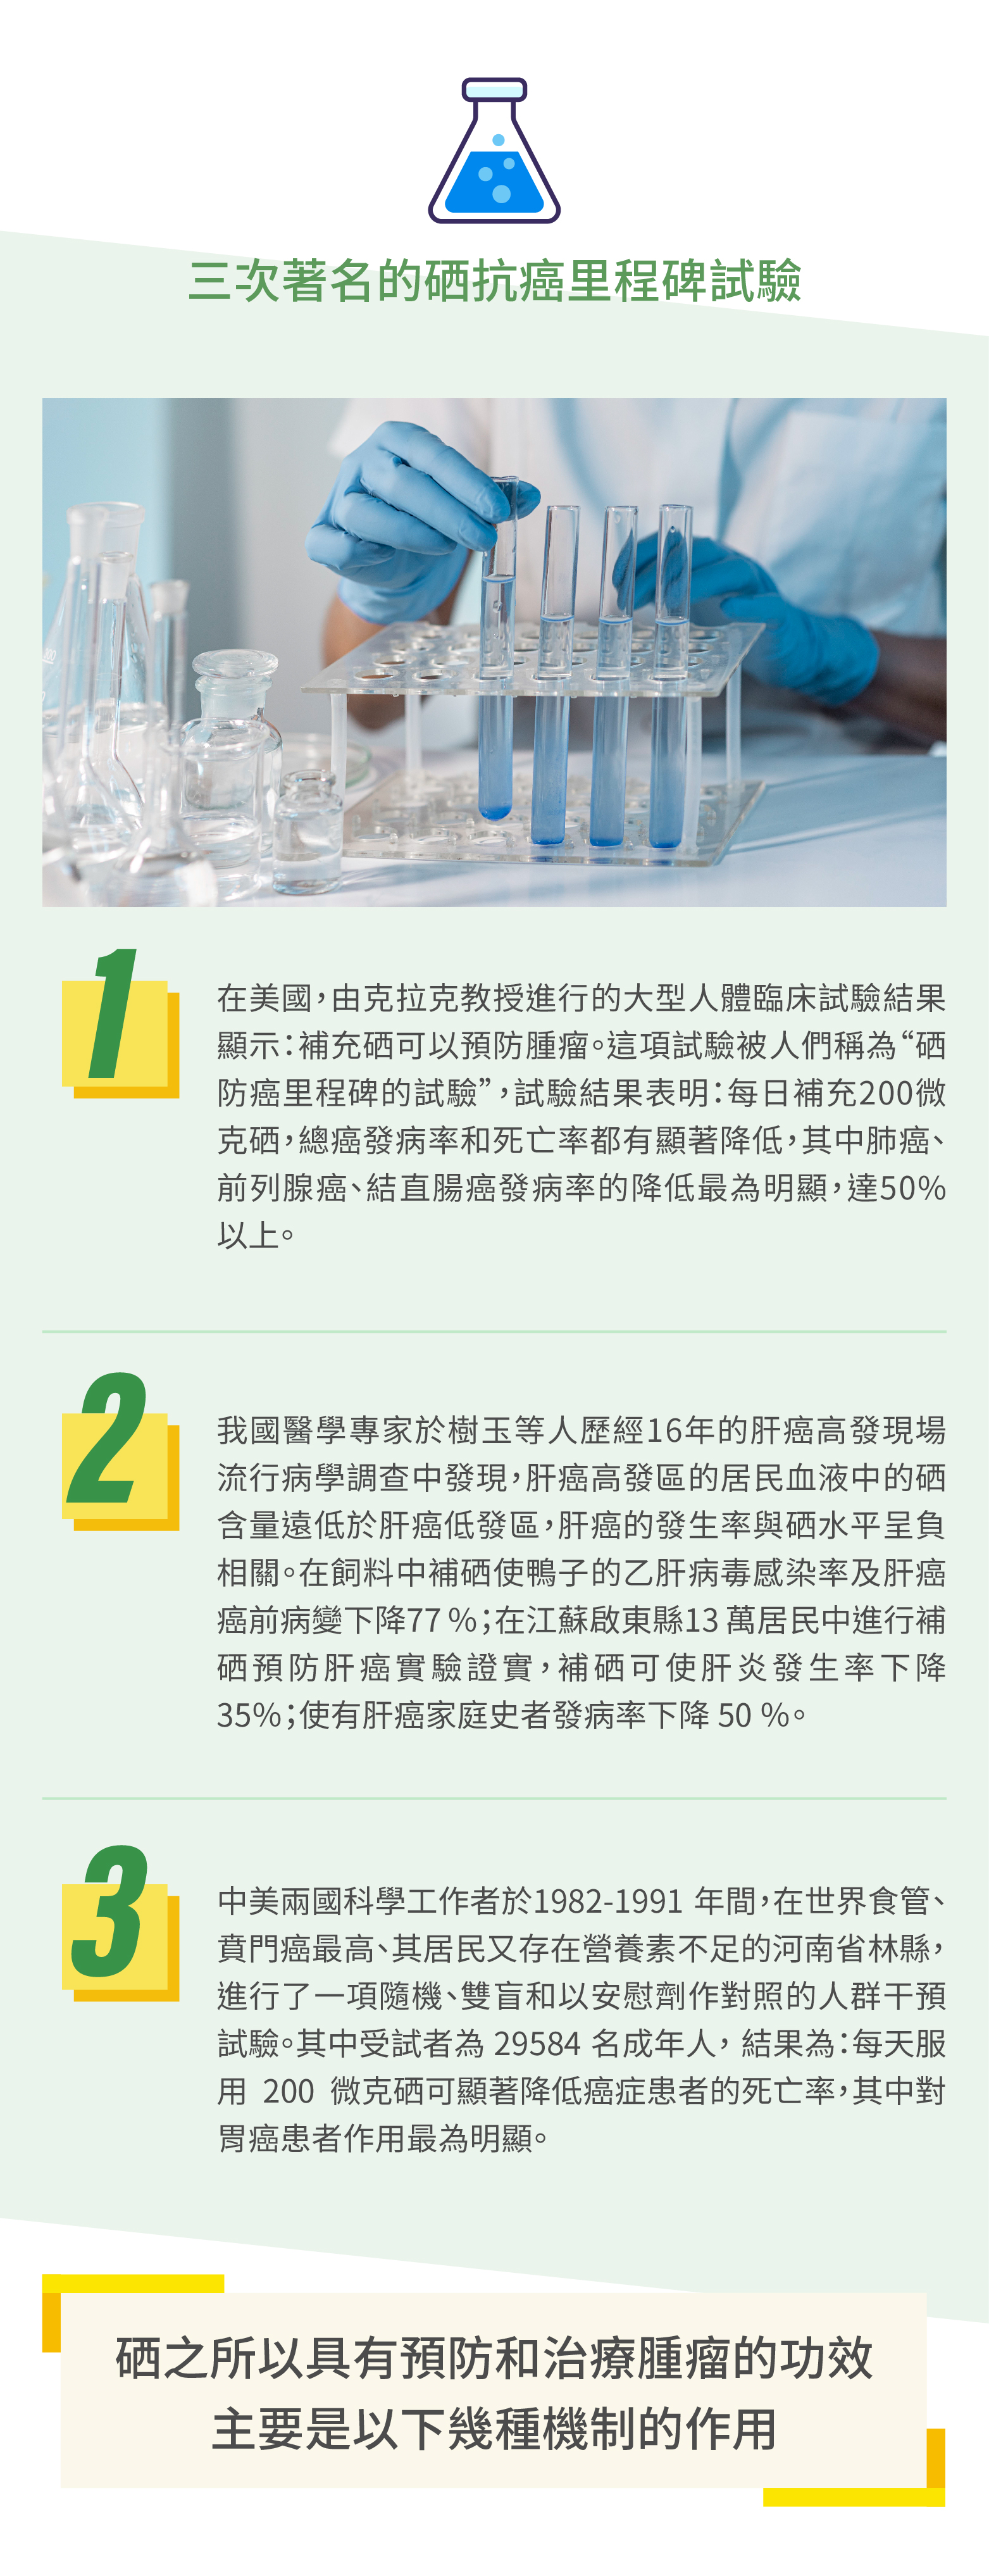 三次著名的硒抗癌里程碑試驗
1
在美國，由克拉克教授進行的大型人體臨床試驗結果
顯示：補充硒可以預防腫瘤。這項試驗被人們稱為“硒
防癌里程碑的試驗”，試驗結果表明：每日補充200微
克硒，總癌發病率和死亡率都有顯著降低，其中肺癌、
前列腺癌、結直腸癌發病率的降低最為明顯，達50%
以上。
2
我國醫學專家於樹玉等人歷經16年的肝癌高發現場
流行病學調查中發現，肝癌高發區的居民血液中的硒
含量遠低於肝癌低發區，肝癌的發生率與硒水平呈負
相關。在飼料中補硒使鴨子的乙肝病毒感染率及肝癌
癌前病變下降77 %；在江蘇啟東縣13 萬居民中進行補
硒預防肝癌實驗證實，補硒可使肝炎發生率下降
35%；使有肝癌家庭史者發病率下降 50 %。
3
中美兩國科學工作者於1982-1991 年間，在世界食管、
賁門癌最高、其居民又存在營養素不足的河南省林縣，
進行了一項隨機、雙盲和以安慰劑作對照的人群干預
試驗。其中受試者為 29584 名成年人， 結果為：每天服
用 200 微克硒可顯著降低癌症患者的死亡率，其中對
胃癌患者作用最為明顯。
硒之所以具有預防和治療腫瘤的功效
主要是以下幾種機制的作用